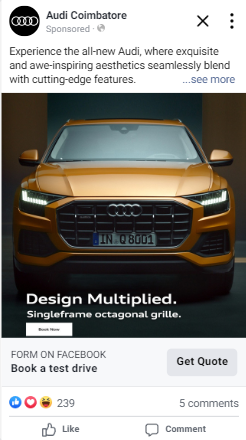 Audi Coimbatore
Sponsored ·
Experience the all-new Audi, where exquisite
and awe-inspiring aesthetics seamlessly blend
with cutting-edge features. ...see more
IN Q 8001
Design Multiplied.
Singleframe octagonal grille.
Book Now
FORM ON FACEBOOK
Book a test drive
Get Quote
239
5 comments
Like
Comment